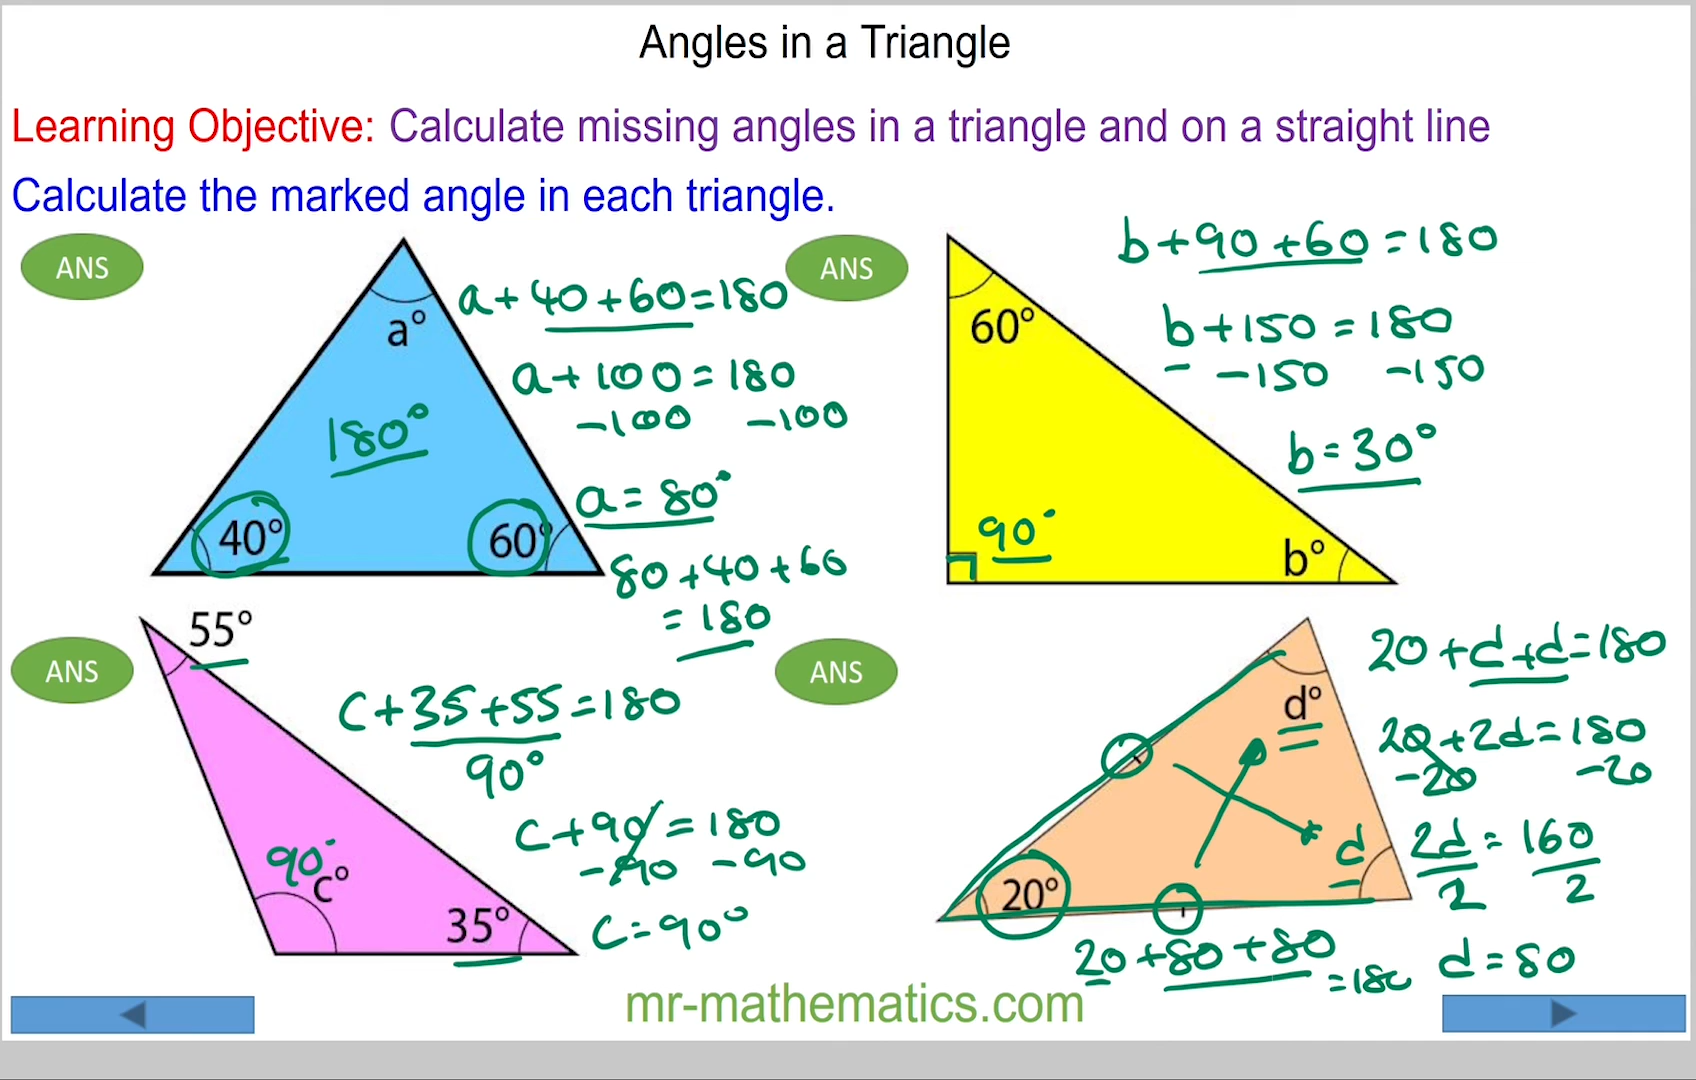 Angles in a Triangle
Learning Objective: Calculate missing angles in a triangle and on a straight line
Calculate the marked angle in each triangle.
ANS
a°
180°
40°
60°
a+40+60=180
a+100=180
-100 -100
a=80°
80+40+60
=180
ANS
60°
90°
b°
b+90+60=180
b+150=180
- -150 -150
b=30°
ANS
55°
90°
c°
35°
c+35+55=180
90°
c+90=180
-90 -90
c=90°
ANS
d°
d
20°
20+d+d=180
20+2d=180
-20 -20
2d=160
2 2
d=80
20+80+80
=180
mr-mathematics.com